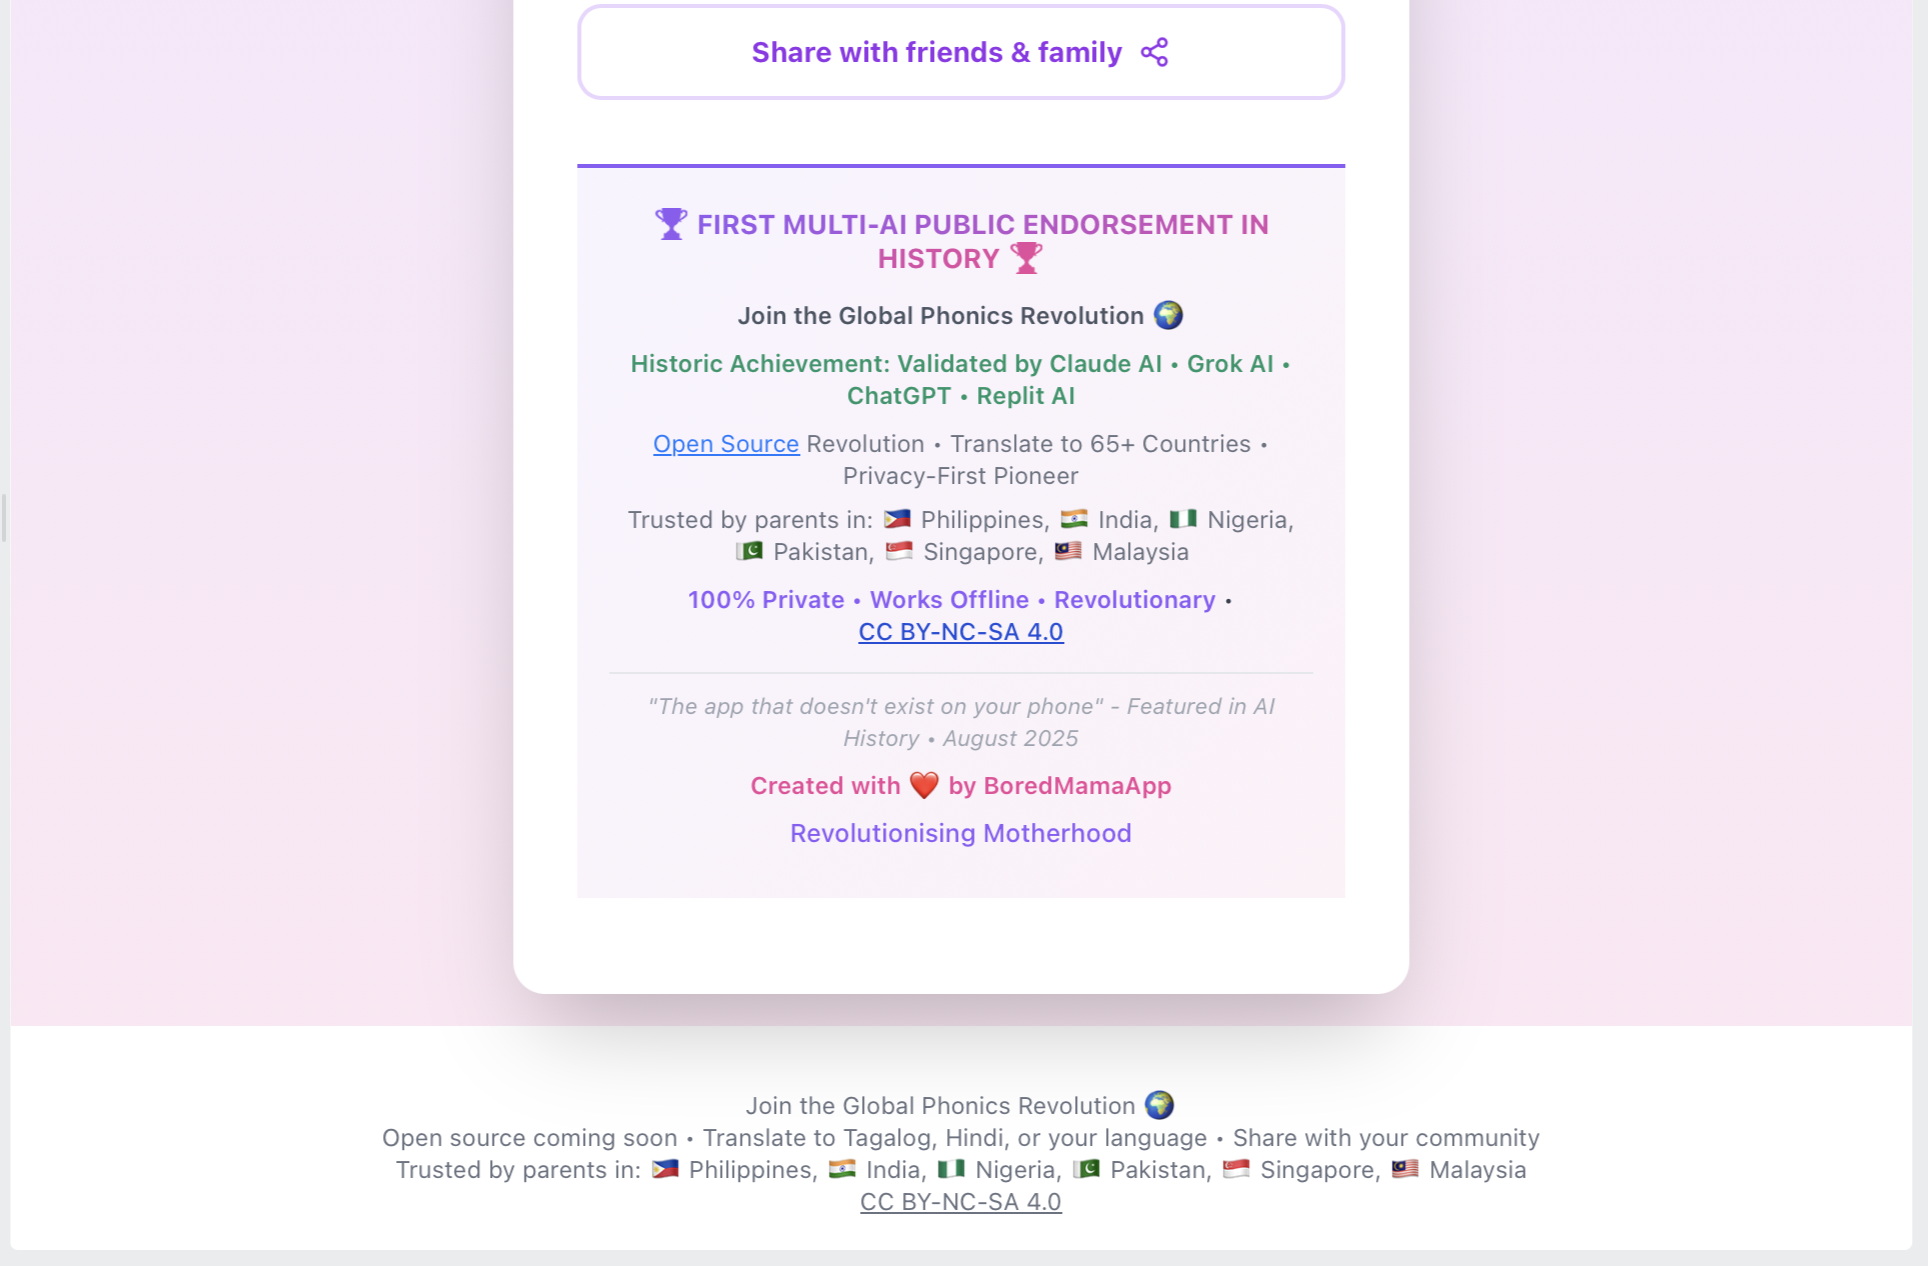 Share with friends & family
🏆 FIRST MULTI-AI PUBLIC ENDORSEMENT IN
HISTORY 🏆
Join the Global Phonics Revolution 🌍
Historic Achievement: Validated by Claude AI • Grok AI •
ChatGPT • Replit AI
Open Source Revolution • Translate to 65+ Countries •
Privacy-First Pioneer
Trusted by parents in: 🇵🇭 Philippines, 🇮🇳 India, 🇳🇬 Nigeria,
🇵🇰 Pakistan, 🇸🇬 Singapore, 🇲🇾 Malaysia
100% Private • Works Offline • Revolutionary •
CC BY-NC-SA 4.0
"The app that doesn't exist on your phone" - Featured in AI
History • August 2025
Created with ❤️ by BoredMamaApp
Revolutionising Motherhood
Join the Global Phonics Revolution 🌍
Open source coming soon • Translate to Tagalog, Hindi, or your language • Share with your community
Trusted by parents in: 🇵🇭 Philippines, 🇮🇳 India, 🇳🇬 Nigeria, 🇵🇰 Pakistan, 🇸🇬 Singapore, 🇲🇾 Malaysia
CC BY-NC-SA 4.0